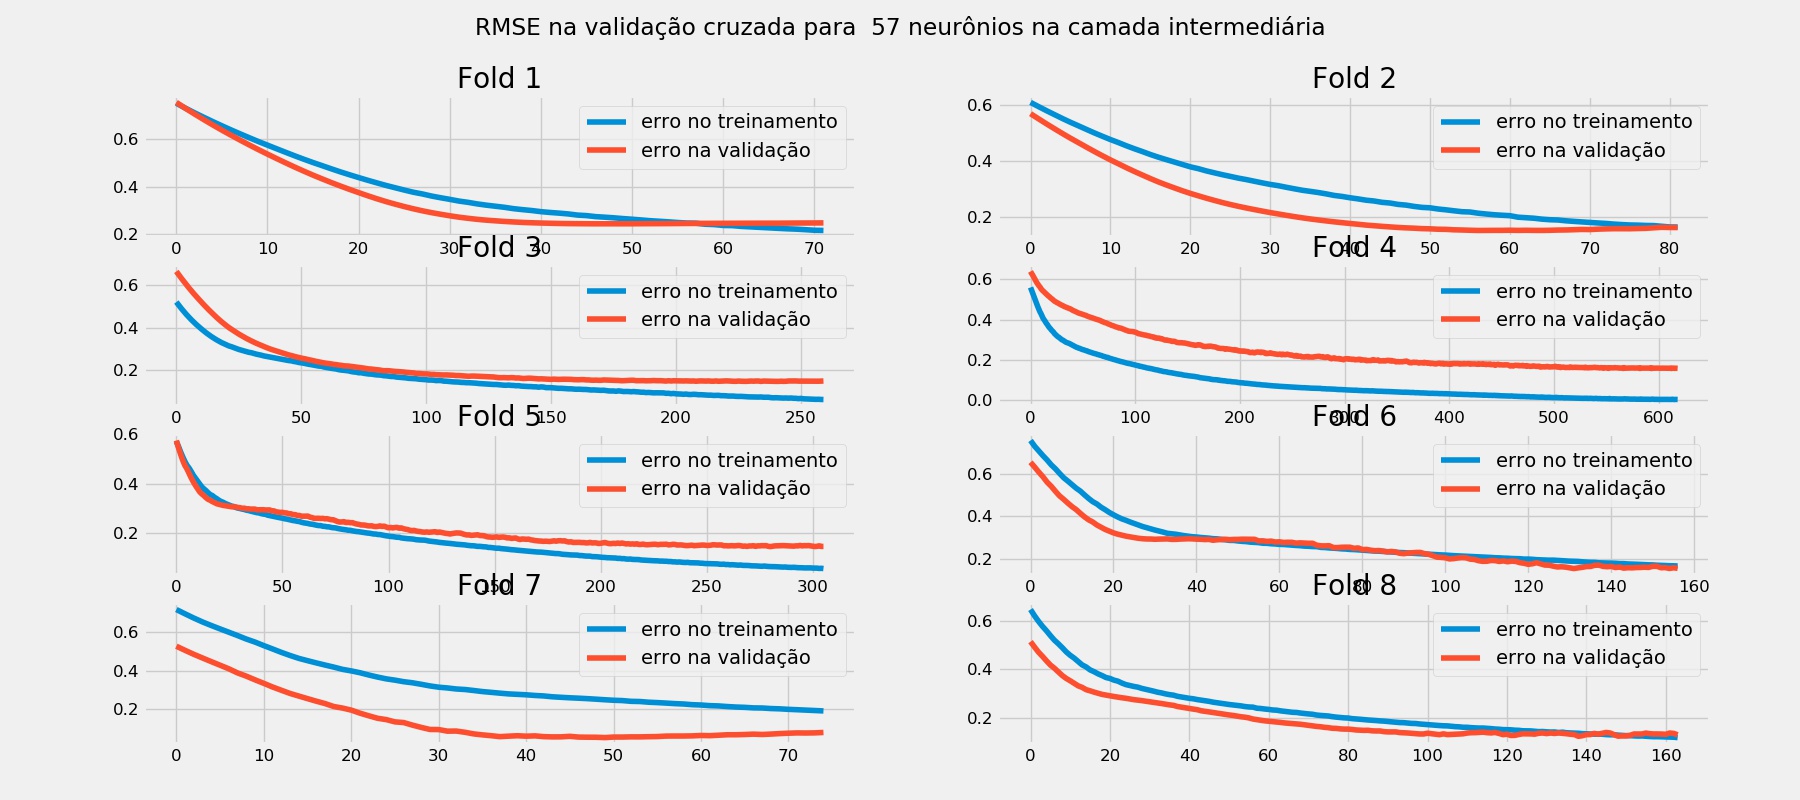 RMSE na validação cruzada para  57 neurônios na camada intermediária
Fold 1
erro no treinamento
erro na validação
0.6
0.4
0.2
0 10 20 30 40 50 60 70
Fold 2
erro no treinamento
erro na validação
0.6
0.4
0.2
0 10 20 30 40 50 60 70 80
Fold 3
erro no treinamento
erro na validação
0.6
0.4
0.2
0 50 100 150 200 250
Fold 4
erro no treinamento
erro na validação
0.6
0.4
0.2
0.0
0 100 200 300 400 500 600
Fold 5
erro no treinamento
erro na validação
0.6
0.4
0.2
0 50 100 150 200 250 300
Fold 6
erro no treinamento
erro na validação
0.6
0.4
0.2
0 20 40 60 80 100 120 140 160
Fold 7
erro no treinamento
erro na validação
0.6
0.4
0.2
0 10 20 30 40 50 60 70
Fold 8
erro no treinamento
erro na validação
0.6
0.4
0.2
0 20 40 60 80 100 120 140 160